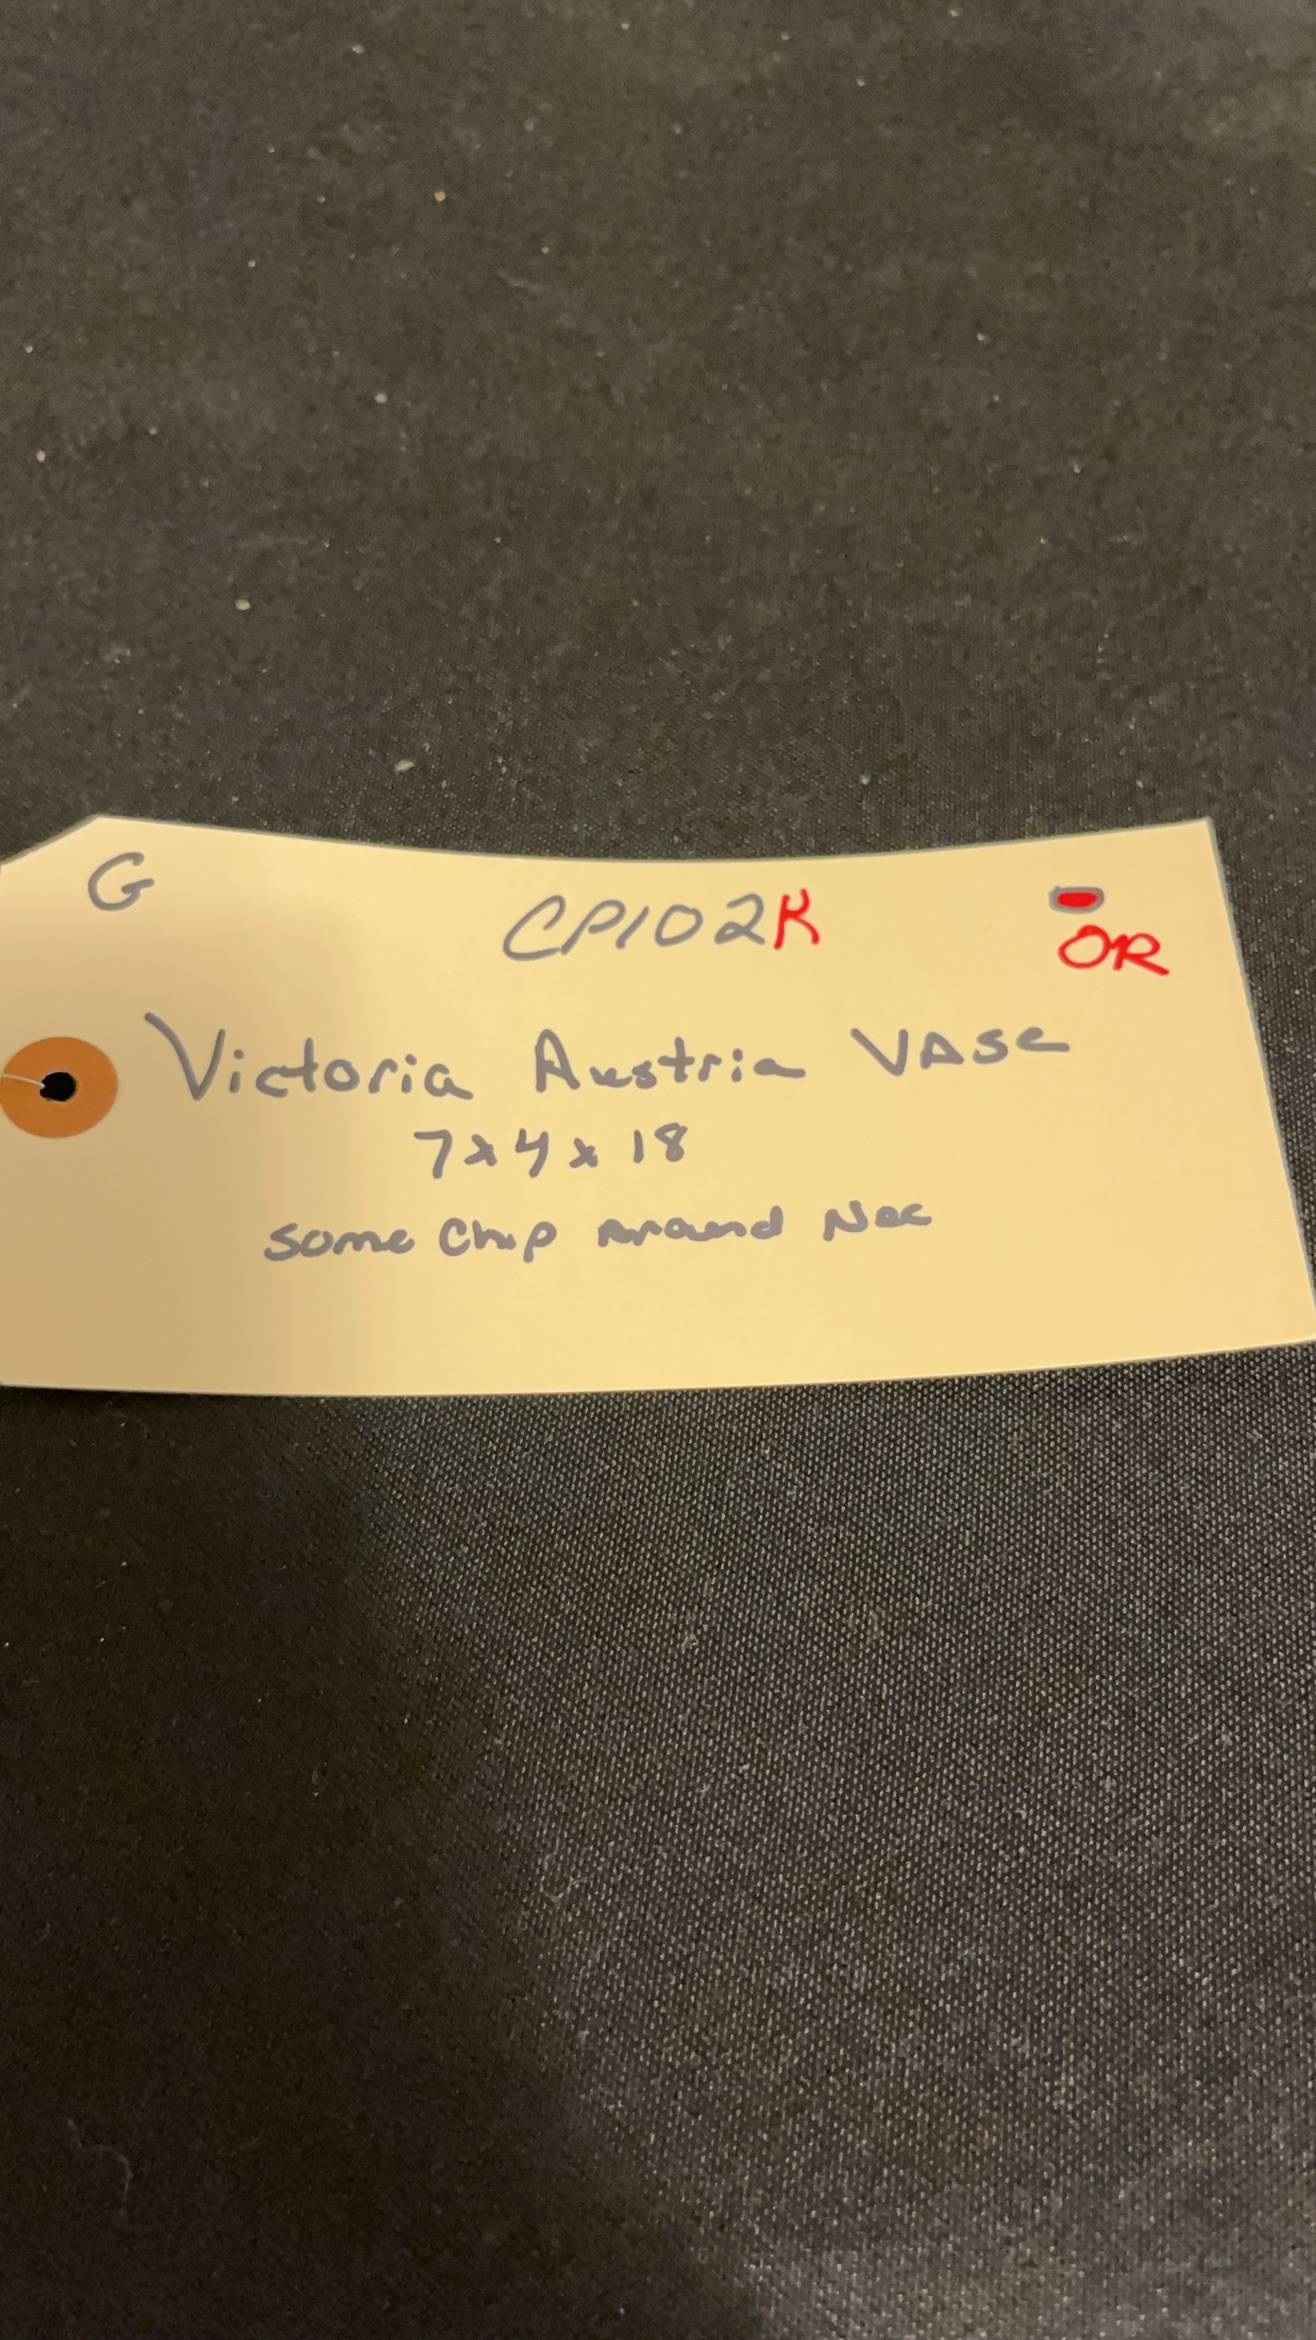 G
CP102K
OR
Victoria Austria VASe
7x4x18
some Chip Around Nec